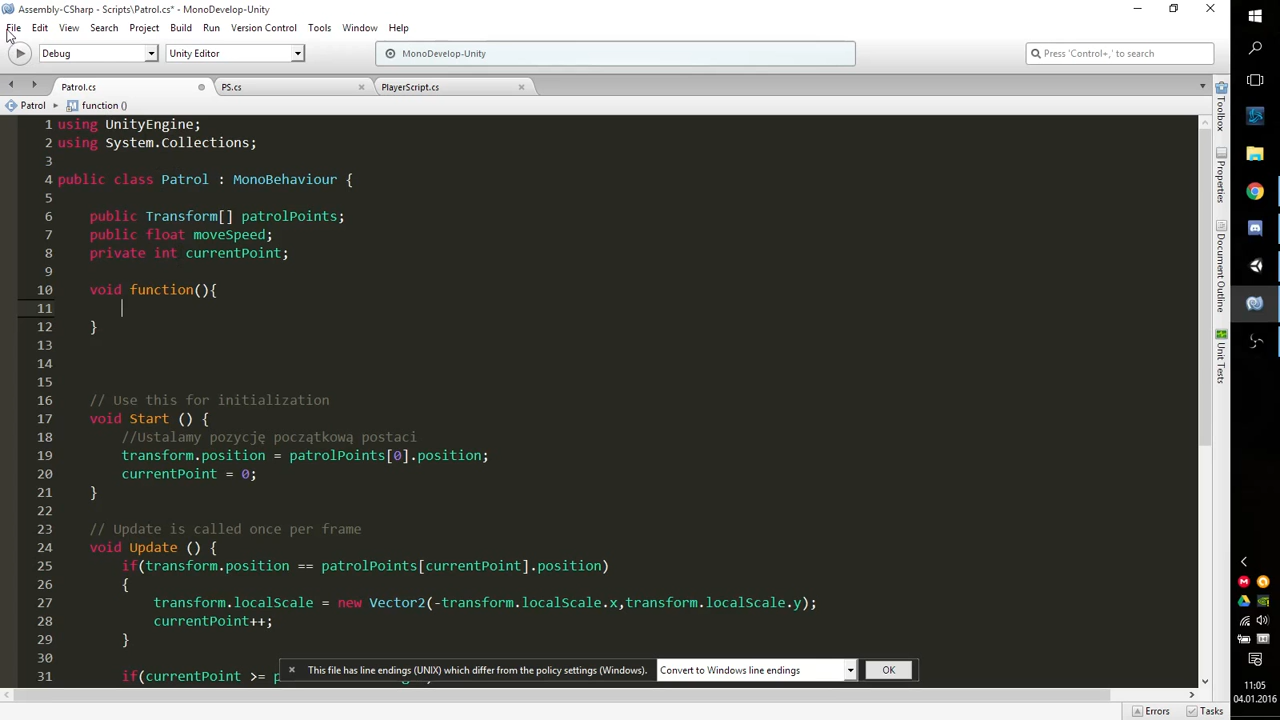 Assembly-CSharp - Scripts\Patrol.cs* - MonoDevelop-Unity
File Edit View Search Project Build Run Version Control Tools Window Help
Debug Unity Editor MonoDevelop-Unity Press 'Control+,' to search
Patrol.cs PS.cs PlayerScript.cs
Patrol function ()
1 using UnityEngine;
2 using System.Collections;
3
4 public class Patrol : MonoBehaviour {
5
6 public Transform[] patrolPoints;
7 public float moveSpeed;
8 private int currentPoint;
9
10 void function(){
11
12 }
13
14
15
16 // Use this for initialization
17 void Start () {
18 //Ustalamy pozycję początkową postaci
19 transform.position = patrolPoints[0].position;
20 currentPoint = 0;
21 }
22
23 // Update is called once per frame
24 void Update () {
25 if(transform.position == patrolPoints[currentPoint].position)
26 {
27 transform.localScale = new Vector2(-transform.localScale.x,transform.localScale.y);
28 currentPoint++;
29 }
30
31 if(currentPoint >=
This file has line endings (UNIX) which differ from the policy settings (Windows). Convert to Windows line endings OK
Toolbox
Properties
Document Outline
Unit Tests
Errors Tasks
11:05
04.01.2016